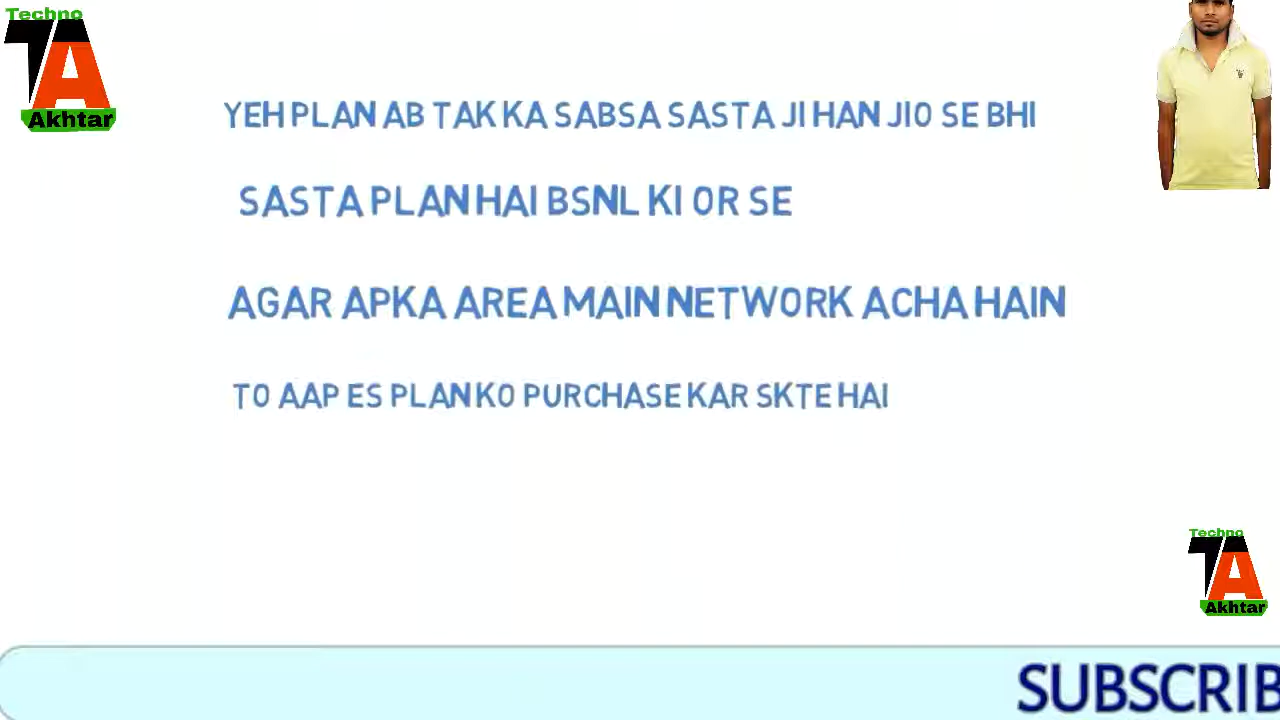 Techno
TA
Akhtar
YEH PLAN AB TAK KA SABSA SASTA JI HAN JIO SE BHI
SASTA PLAN HAI BSNL KI OR SE
AGAR APKA AREA MAIN NETWORK ACHA HAIN
TO AAP ES PLAN KO PURCHASE KAR SKTE HAI
Techno
TA
Akhtar
SUBSCRIB